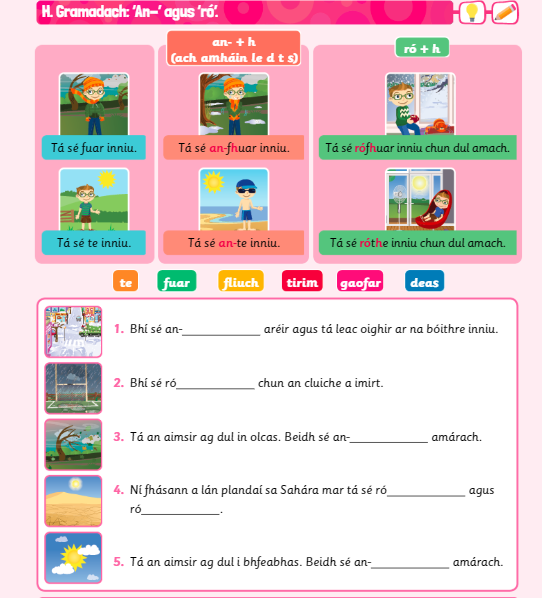 H. Gramadach: 'An–' agus 'ró'.
an- + h
(ach amháin le d t s)
ró + h
Tá sé fuar inniu.
Tá sé an-fhuar inniu.
Tá sé rófhuar inniu chun dul amach.
Tá sé te inniu.
Tá sé an-te inniu.
Tá sé róthe inniu chun dul amach.
te fuar fliuch tirim gaofar deas
1. Bhí sé an-____________ aréir agus tá leac oighir ar na bóithre inniu.
2. Bhí sé ró____________ chun an cluiche a imirt.
3. Tá an aimsir ag dul in olcas. Beidh sé an-____________ amárach.
4. Ní fhásann a lán plandaí sa Sahára mar tá sé ró____________ agus
ró____________.
5. Tá an aimsir ag dul i bhfeabhas. Beidh sé an-____________ amárach.